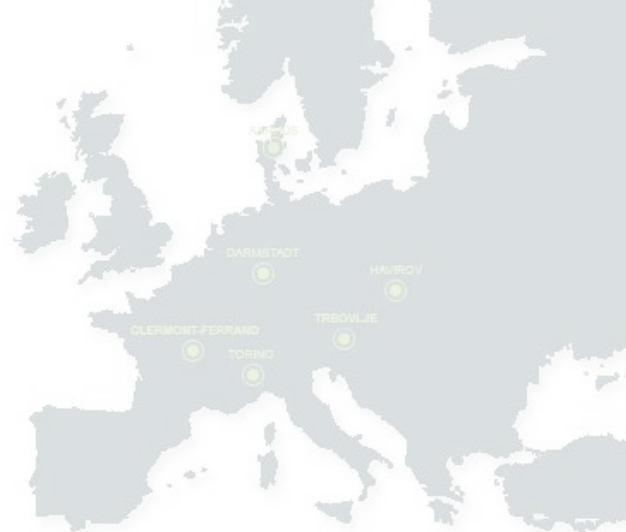 DARMSTADT
HAVIROV
TRBOVLJE
CLERMONT-FERRAND
TORINO